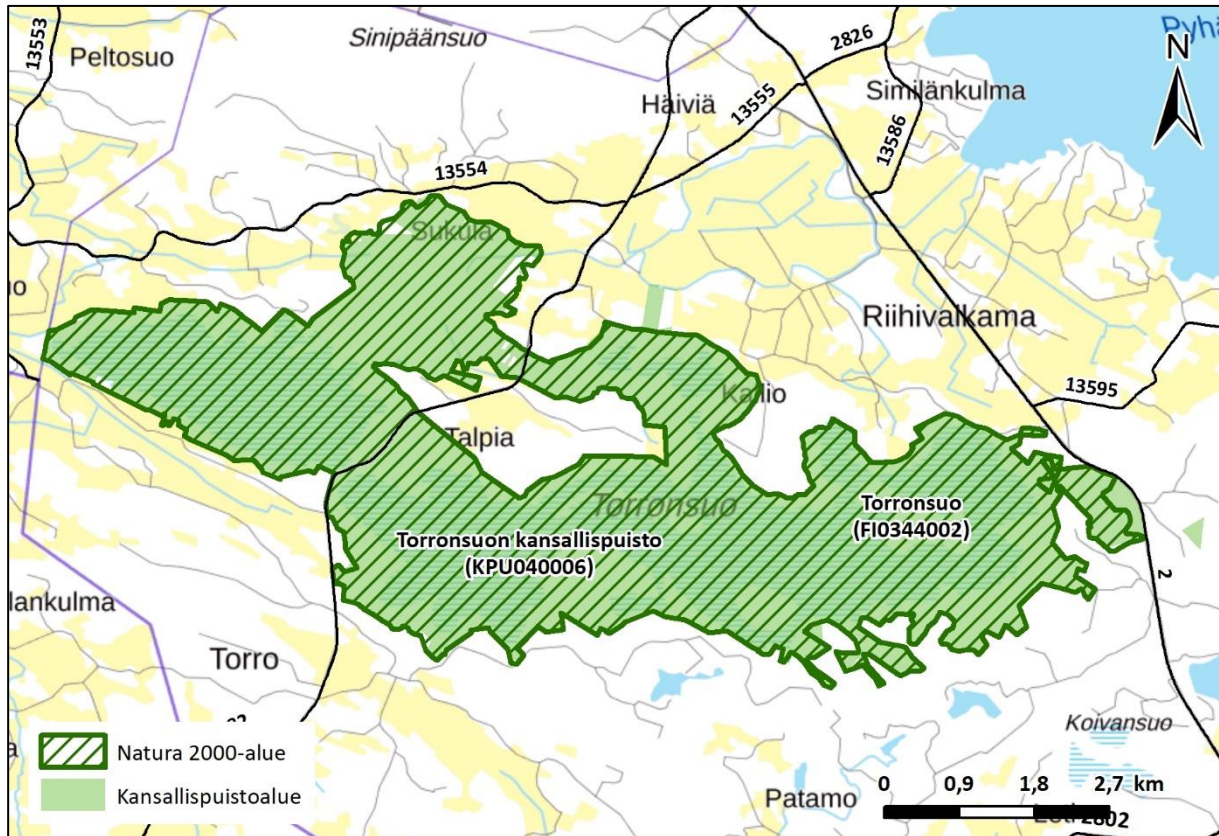 13553
Peltosuo
Sinipäänsuo
2826
Pyhä
N
Häiviä
13555
Similänkulma
13586
13554
Sukula
Riihivalkama
13595
Kallio
Talpia
Torronsuo
Torronsuo
(FI0344002)
Torronsuon kansallispuisto
(KPU040006)
2
lankulma
Torro
Koivansuo
Natura 2000-alue
Kansallispuistoalue
0 0,9 1,8 2,7 km
Patamo
2802